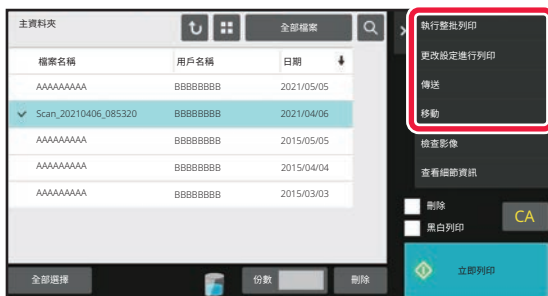 主資料夾 全部檔案
檔案名稱 用戶名稱 日期
AAAAAAAAA BBBBBBBB 2021/05/05
Scan_20210406_085320 BBBBBBBB 2021/04/06
AAAAAAAAA BBBBBBBB 2015/05/05
AAAAAAAAA BBBBBBBB 2015/04/04
AAAAAAAAA BBBBBBBB 2015/03/03
全部選擇 份數 刪除
執行整批列印
更改設定進行列印
傳送
移動
檢查影像
查看細節資訊
刪除
黑白列印
CA
立即列印